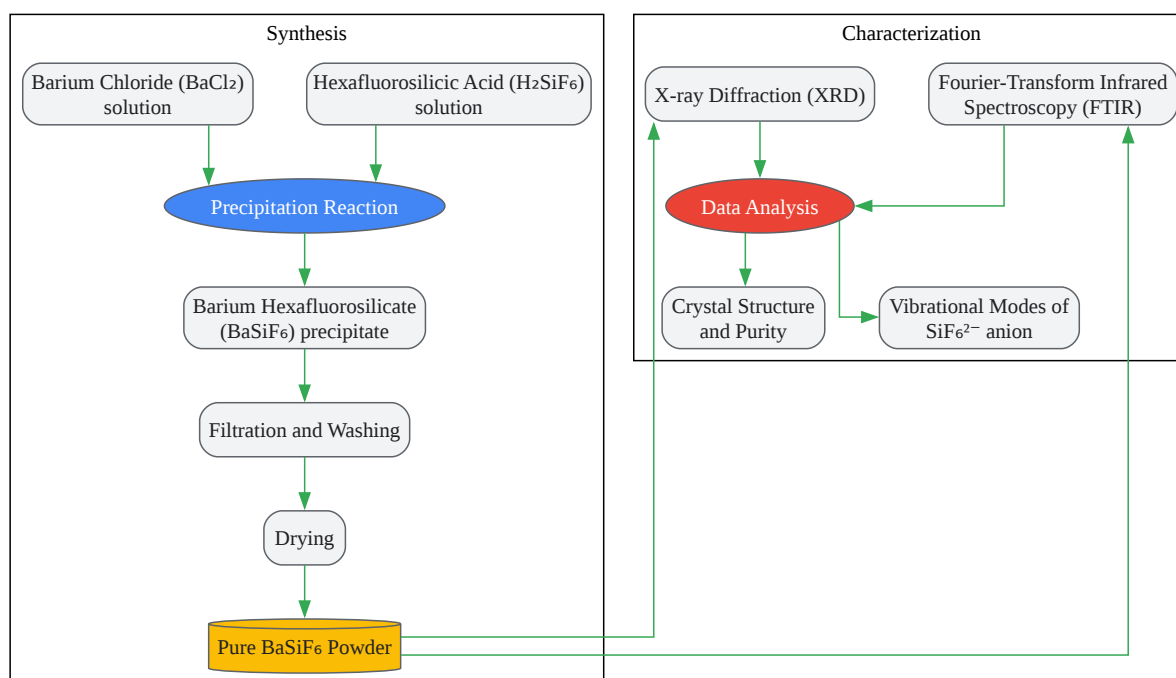 Synthesis
Barium Chloride (BaCl₂)
solution
Hexafluorosilicic Acid (H₂SiF₆)
solution
Precipitation Reaction
Barium Hexafluorosilicate
(BaSiF₆) precipitate
Filtration and Washing
Drying
Pure BaSiF₆ Powder
Characterization
X-ray Diffraction (XRD)
Fourier-Transform Infrared
Spectroscopy (FTIR)
Data Analysis
Crystal Structure
and Purity
Vibrational Modes of
SiF₆²⁻ anion